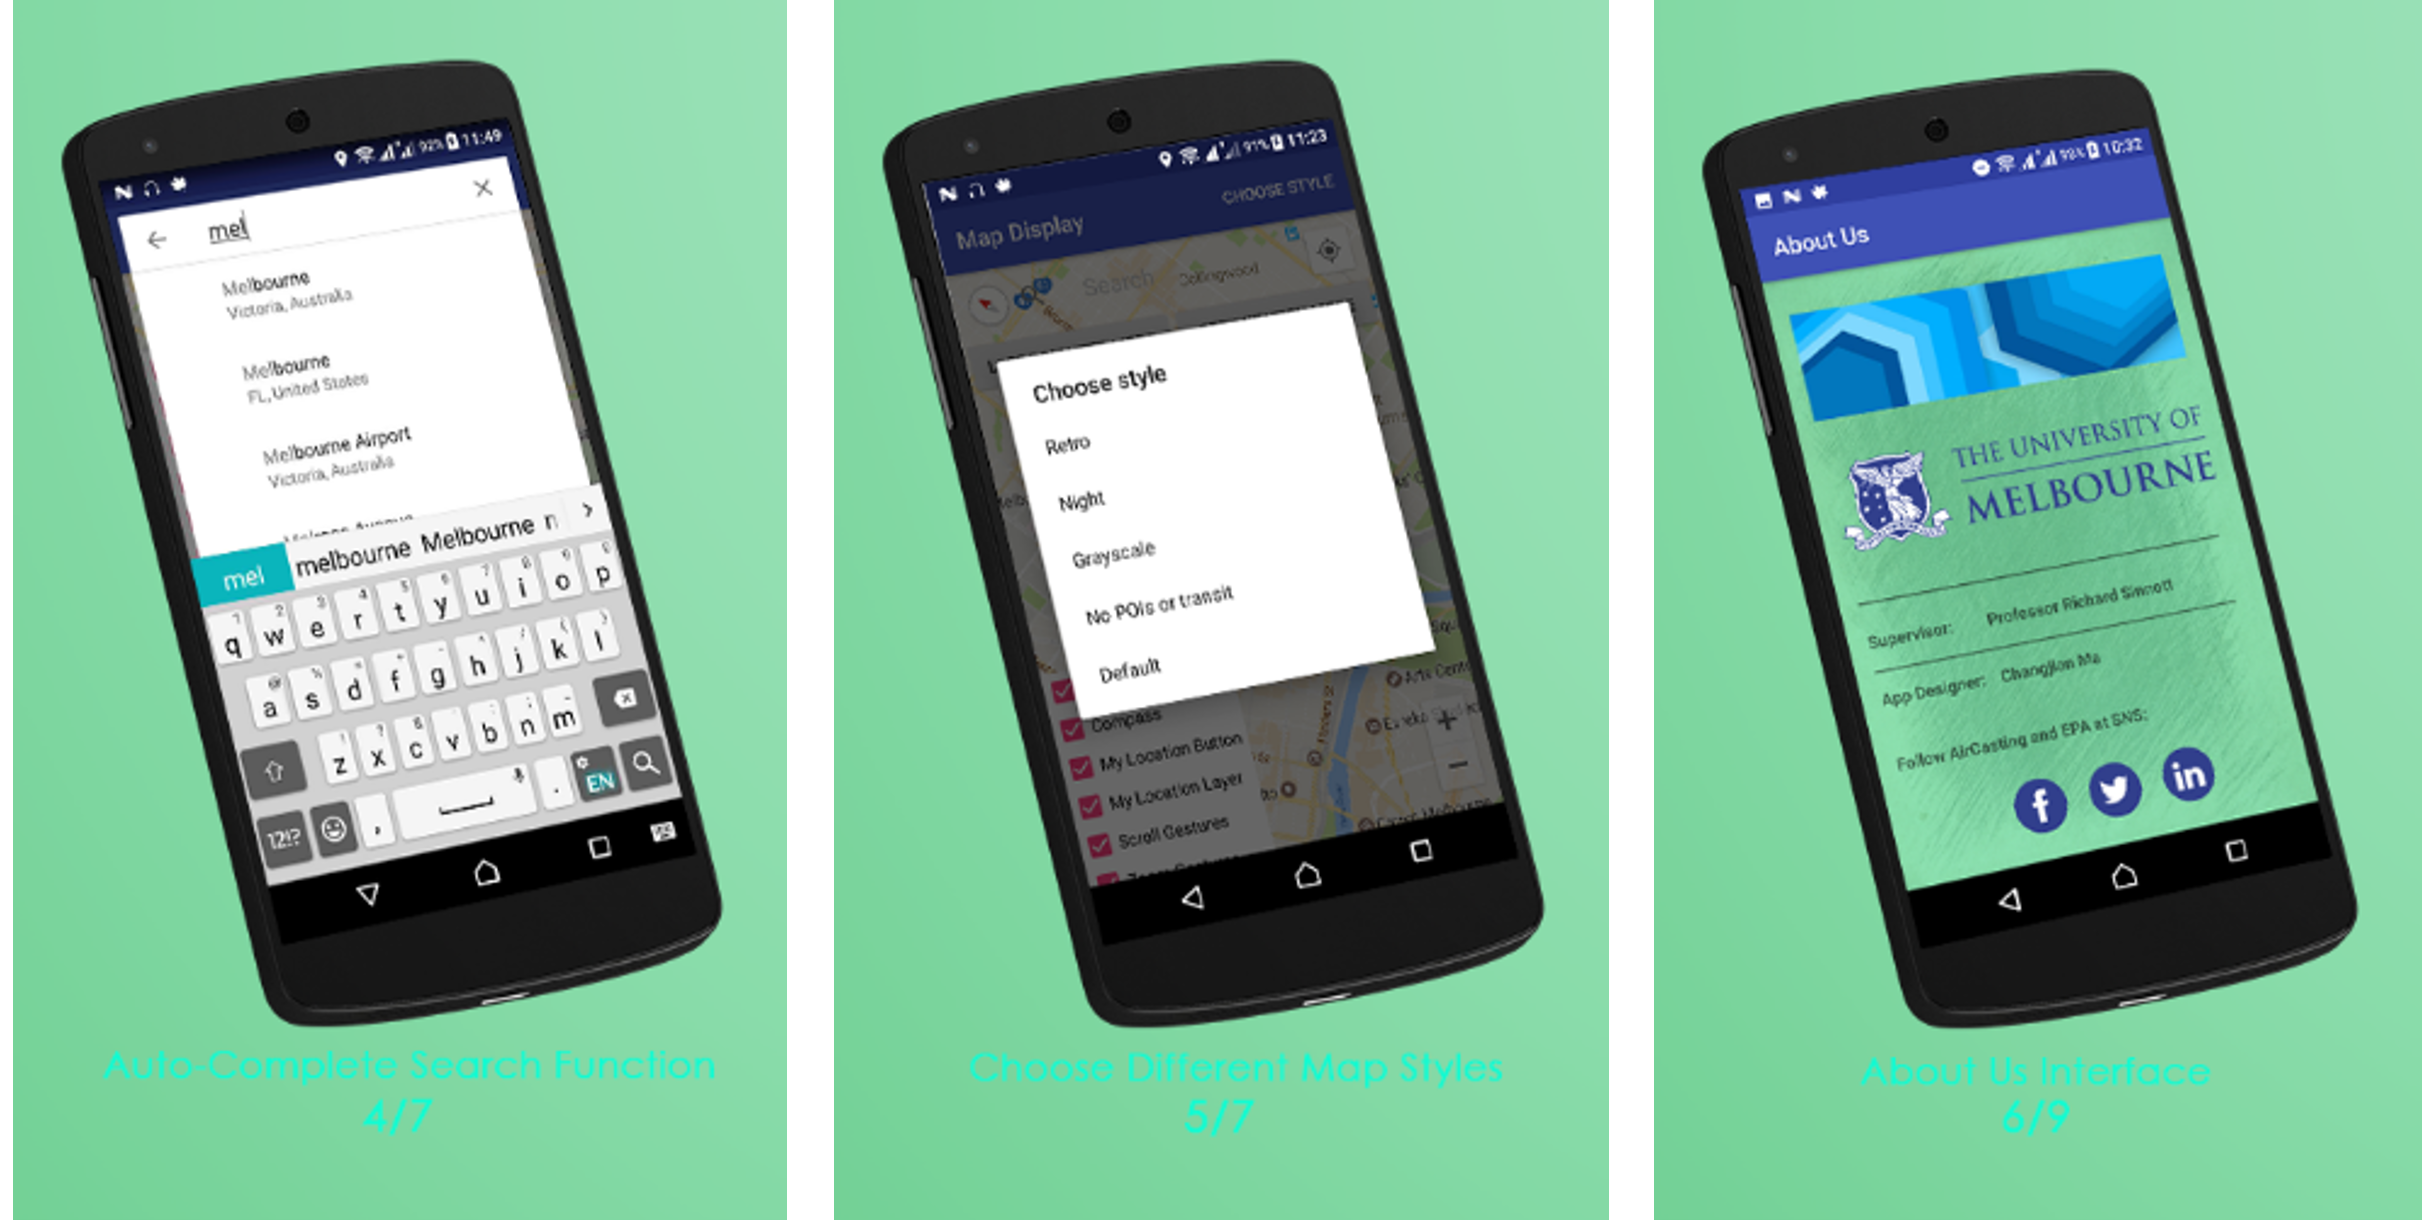 92% 11:49
mel
Melbourne
Victoria, Australia
Melbourne
FL, United States
Melbourne Airport
Victoria, Australia
mel melbourne Melbourne
q w e r t y u i o p
a s d f g h j k l
z x c v b n m
12!? , . EN
Auto-Complete Search Function
4/7
91% 11:23
Map Display CHOOSE STYLE
Search Collingwood
Choose style
Retro
Night
Grayscale
No POIs or transit
Default
Compass
My Location Button
My Location Layer
Scroll Gestures
Choose Different Map Styles
5/7
98% 10:32
About Us
THE UNIVERSITY OF
MELBOURNE
Supervisor: Professor Richard Sinnott
App Designer: Changjian Ma
Follow AirCasting and EPA at SNS:
f in
About Us Interface
6/9